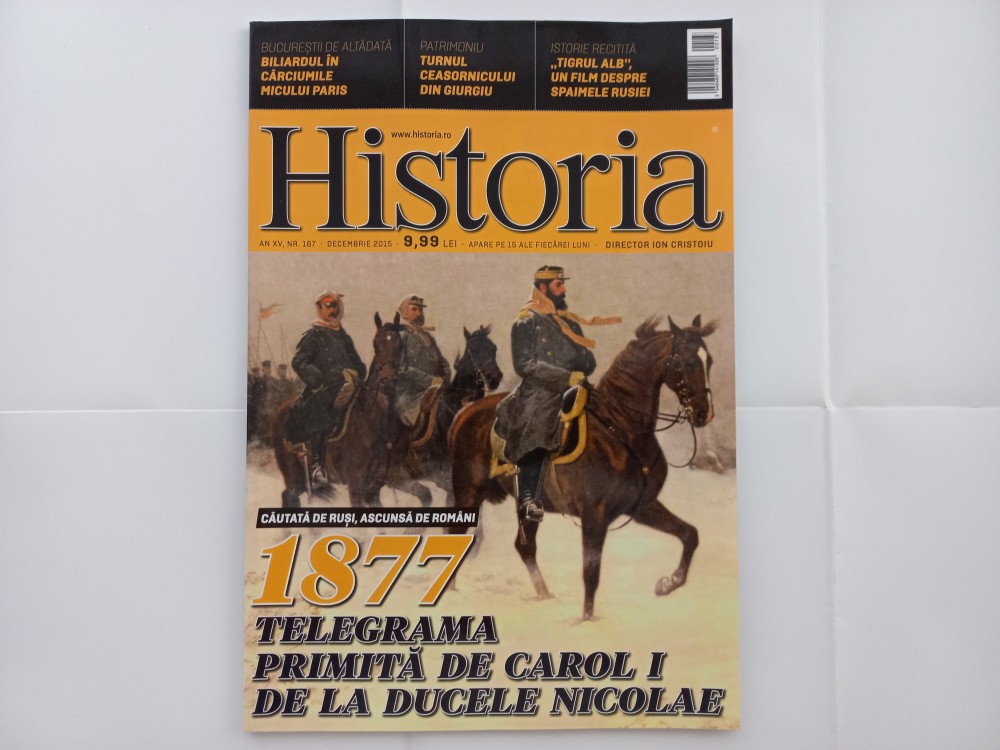 BUCUREȘTII DE ALTĂDATĂ
BILIARDUL ÎN
CÂRCIUMILE
MICULUI PARIS
PATRIMONIU
TURNUL
CEASORNICULUI
DIN GIURGIU
ISTORIE RECITITĂ
„TIGRUL ALB",
UN FILM DESPRE
SPAIMELE RUSIEI
www.historia.ro
Historia
AN XV, NR. 167 · DECEMBRIE 2015 · 9,99 LEI · APARE PE 15 ALE FIECĂREI LUNI · DIRECTOR ION CRISTOIU
CĂUTATĂ DE RUȘI, ASCUNSĂ DE ROMÂNI
1877
TELEGRAMA
PRIMITĂ DE CAROL I
DE LA DUCELE NICOLAE